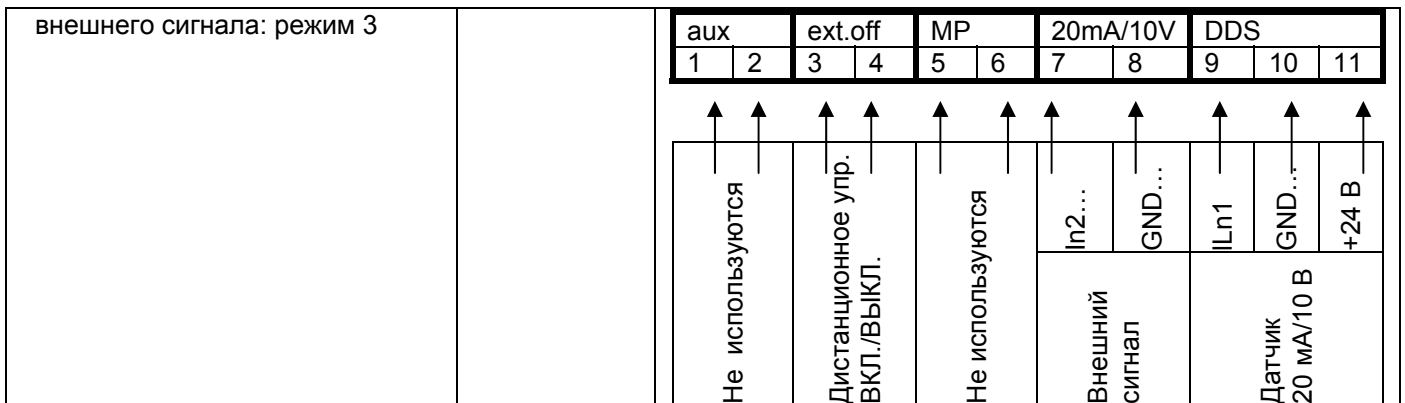 внешнего сигнала: режим 3
aux ext.off MP 20mA/10V DDS
1 2 3 4 5 6 7 8 9 10 11
Не используются
Дистанционное упр.
ВКЛ./ВЫКЛ.
Не используются
In2…
GND…
ILn1
GND…
+24 В
Внешний
сигнал
Датчик
20 мА/10 В